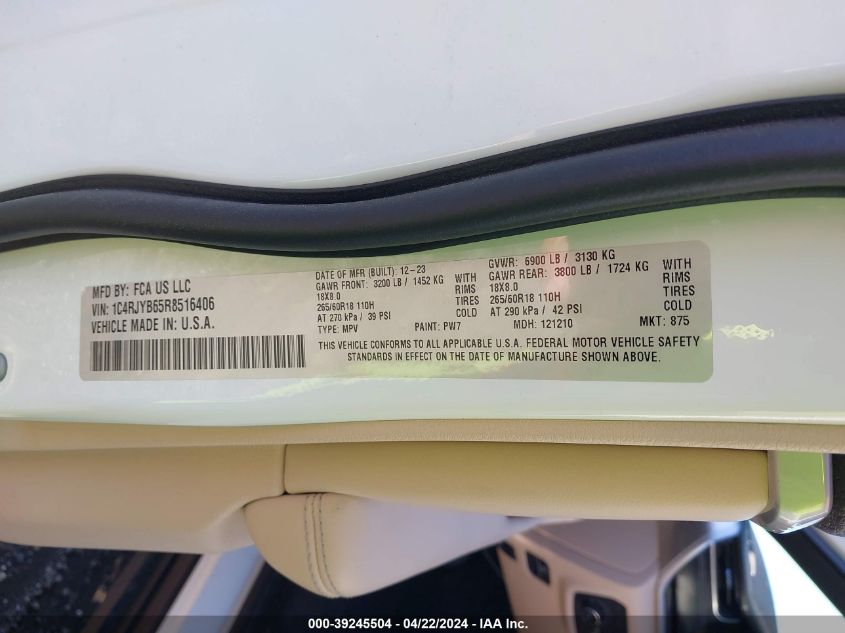 MFD BY: FCA US LLC
VIN: 1C4RJYB65R8516406
VEHICLE MADE IN: U.S.A.
DATE OF MFR (BUILT): 12-23
GAWR FRONT: 3200 LB / 1452 KG WITH
18X8.0 RIMS
265/60R18 110H TIRES
AT 270 kPa / 39 PSI COLD
TYPE: MPV PAINT: PW7
GVWR: 6900 LB / 3130 KG
GAWR REAR: 3800 LB/ 1724 KG WITH
18X8.0 RIMS
265/60R18 110H TIRES
AT 290 kPa / 42 PSI COLD
MDH: 121210 MKT: 875
THIS VEHICLE CONFORMS TO ALL APPLICABLE U.S.A. FEDERAL MOTOR VEHICLE SAFETY
STANDARDS IN EFFECT ON THE DATE OF MANUFACTURE SHOWN ABOVE.
000-39245504 - 04/22/2024 - IAA Inc.